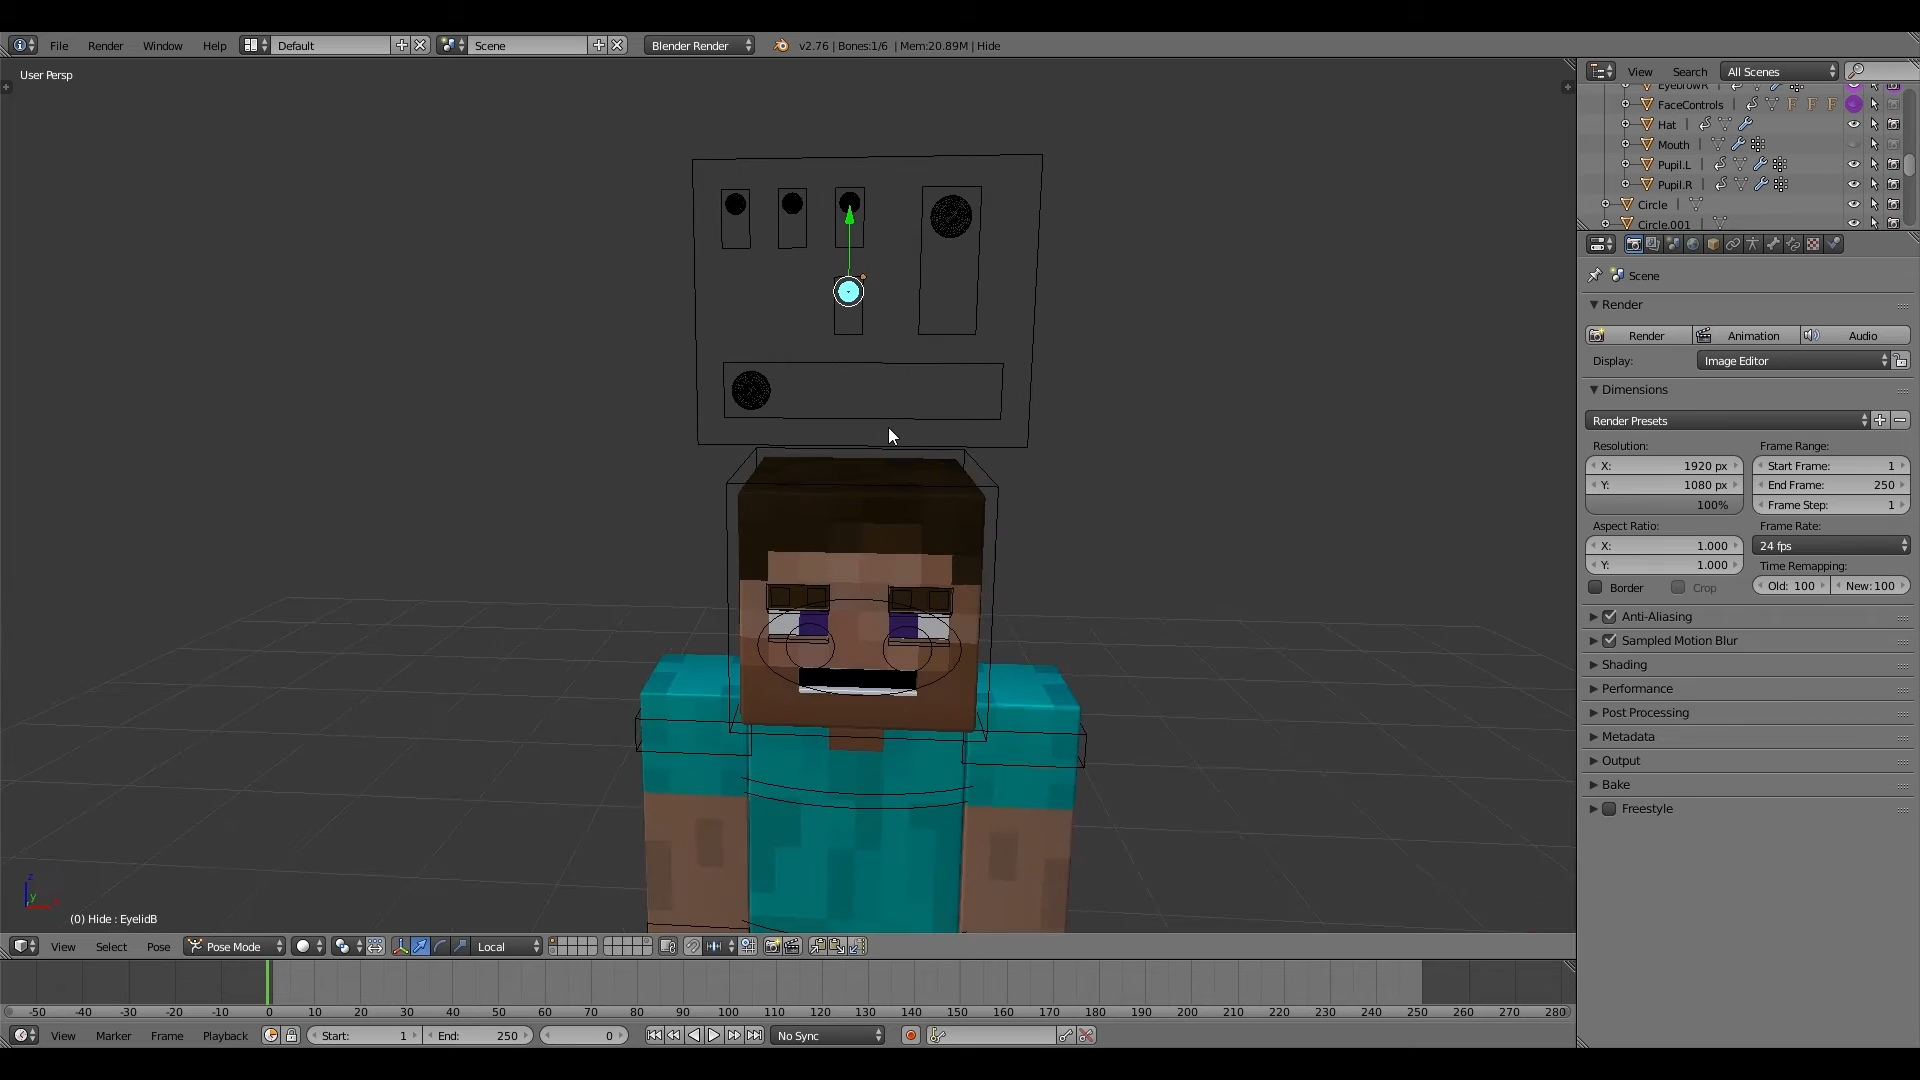 File Render Window Help Default Scene Blender Render v2.76 | Bones:1/6 | Mem:20.89M | Hide
User Persp
View Search All Scenes
EyebrowR
FaceControls
Hat
Mouth
Pupil.L
Pupil.R
Circle
Circle.001
Scene
Render
Render Animation Audio
Display: Image Editor
Dimensions
Render Presets
Resolution: Frame Range:
X: 1920 px Start Frame: 1
Y: 1080 px End Frame: 250
100% Frame Step: 1
Aspect Ratio: Frame Rate:
X: 1.000 24 fps
Y: 1.000 Time Remapping:
Border Crop Old: 100 New: 100
Anti-Aliasing
Sampled Motion Blur
Shading
Performance
Post Processing
Metadata
Output
Bake
Freestyle
z
y
x
(0) Hide : EyelidB
View Select Pose Pose Mode Local
-50 -40 -30 -20 -10 0 10 20 30 40 50 60 70 80 90 100 110 120 130 140 150 160 170 180 190 200 210 220 230 240 250 260 270 280
View Marker Frame Playback Start: 1 End: 250 0 No Sync